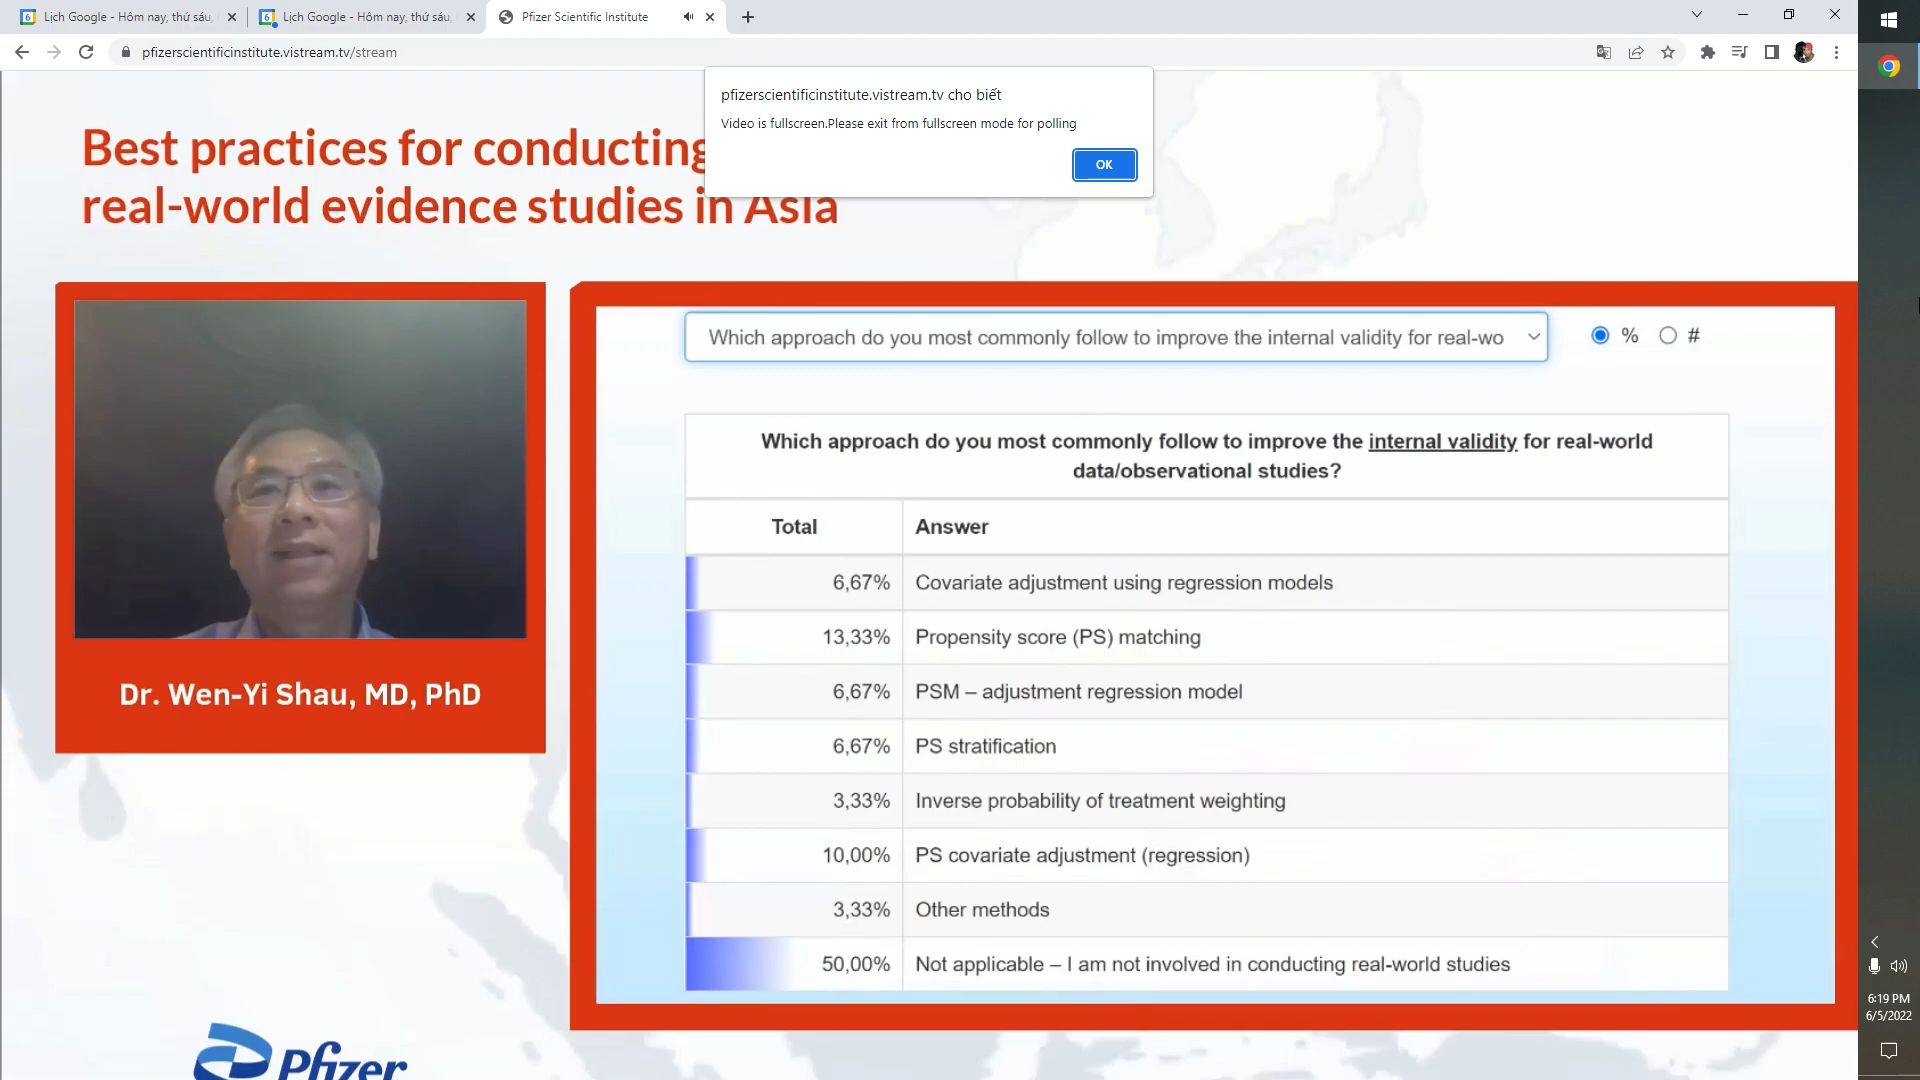 Lịch Google - Hôm nay, thứ sáu,
Lịch Google - Hôm nay, thứ sáu,
Pfizer Scientific Institute
pfizerscientificinstitute.vistream.tv/stream
pfizerscientificinstitute.vistream.tv cho biết
Video is fullscreen.Please exit from fullscreen mode for polling
OK
Best practices for conducting
real-world evidence studies in Asia
Which approach do you most commonly follow to improve the internal validity for real-wo
%
#
Which approach do you most commonly follow to improve the internal validity for real-world
data/observational studies?
Total Answer
6,67% Covariate adjustment using regression models
13,33% Propensity score (PS) matching
6,67% PSM – adjustment regression model
6,67% PS stratification
3,33% Inverse probability of treatment weighting
10,00% PS covariate adjustment (regression)
3,33% Other methods
50,00% Not applicable – I am not involved in conducting real-world studies
Dr. Wen-Yi Shau, MD, PhD
Pfizer
6:19 PM
6/5/2022